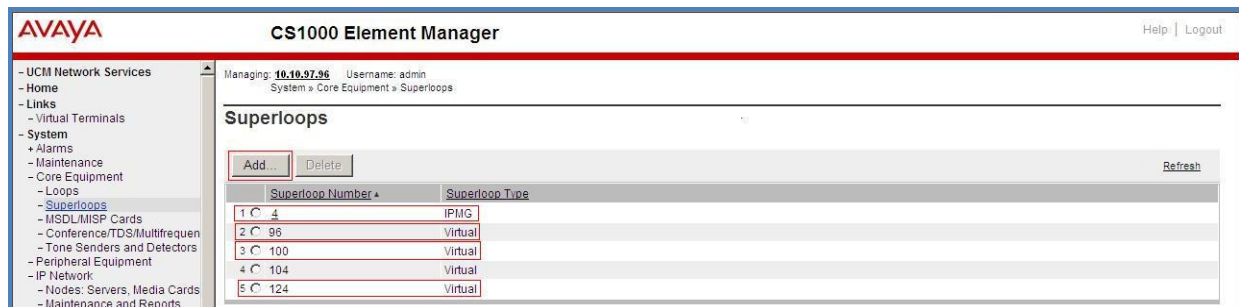 AVAYA
CS1000 Element Manager
Help | Logout
- UCM Network Services
- Home
- Links
- Virtual Terminals
- System
+ Alarms
- Maintenance
- Core Equipment
- Loops
- Superloops
- MSDL/MISP Cards
- Conference/TDS/Multifrequen
- Tone Senders and Detectors
- Peripheral Equipment
- IP Network
- Nodes: Servers, Media Cards
- Maintenance and Reports
Managing: 10.10.97.96 Username: admin
System » Core Equipment » Superloops
Superloops
Add... Delete
Refresh
Superloop Number Superloop Type
1 4 IPMG
2 96 Virtual
3 100 Virtual
4 104 Virtual
5 124 Virtual